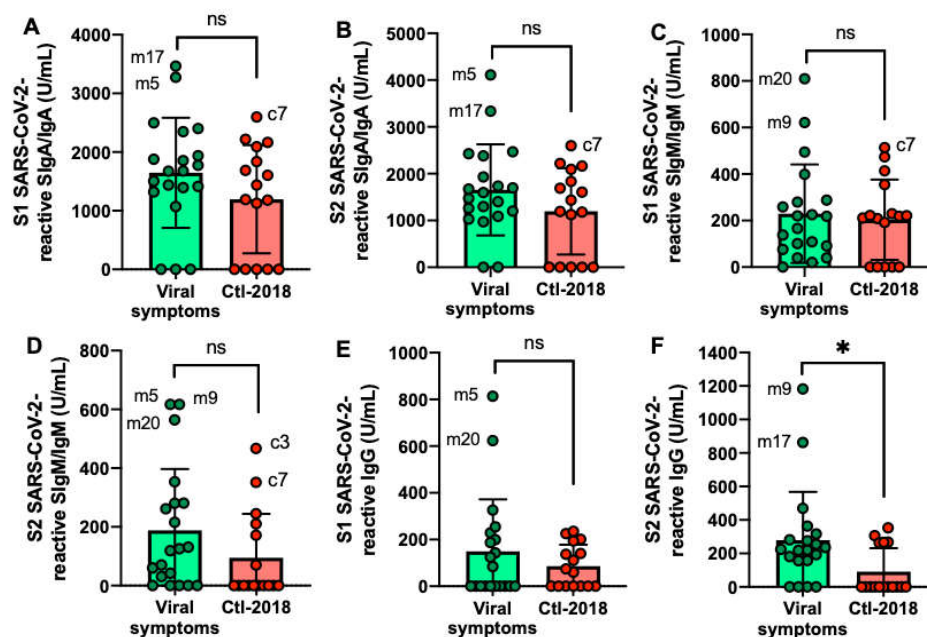 A
S1 SARS-CoV-2-
reactive SIgA/IgA (U/mL)
4000
3000
2000
1000
0
ns
m17
m5
c7
Viral
symptoms
Ctl-2018
B
S2 SARS-CoV-2-
reactive SIgA/IgA (U/mL)
5000
4000
3000
2000
1000
0
ns
m5
m17
c7
Viral
symptoms
Ctl-2018
C
S1 SARS-CoV-2-
reactive SIgM/IgM (U/mL)
1000
800
600
400
200
0
ns
m20
m9
c7
Viral
symptoms
Ctl-2018
D
S2 SARS-CoV-2-
reactive SIgM/IgM (U/mL)
800
600
400
200
0
ns
m5
m9
m20
c3
c7
Viral
symptoms
Ctl-2018
E
S1 SARS-CoV-2-
reactive IgG (U/mL)
1000
800
600
400
200
0
ns
m5
m20
Viral
symptoms
Ctl-2018
F
S2 SARS-CoV-2-
reactive IgG (U/mL)
1400
1200
1000
800
600
400
200
0
*
m9
m17
Viral
symptoms
Ctl-2018